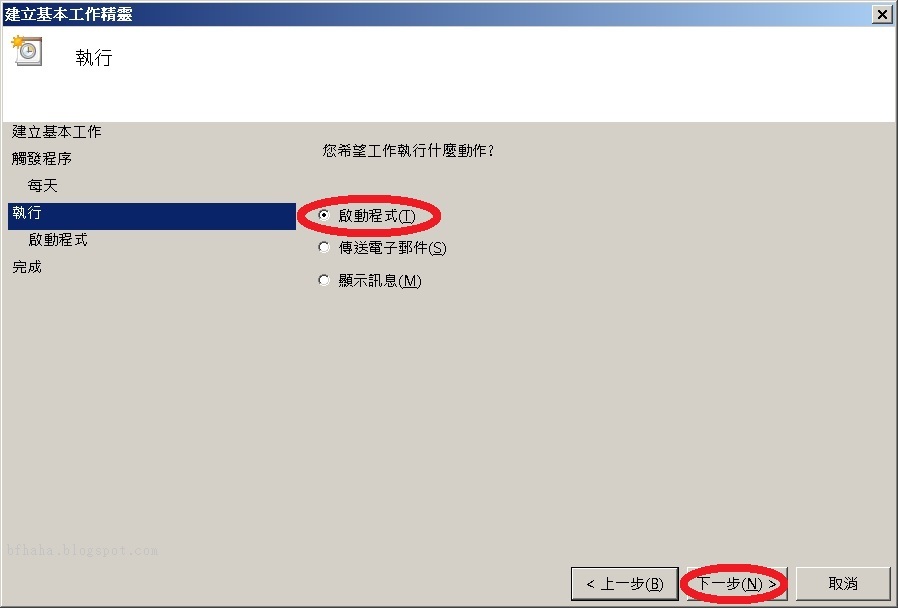 建立基本工作精靈
執行
建立基本工作
觸發程序
每天
執行
啟動程式
完成
您希望工作執行什麼動作?
啟動程式(T)
傳送電子郵件(S)
顯示訊息(M)
bfhaha.blogspot.com
< 上一步(B)
下一步(N) >
取消